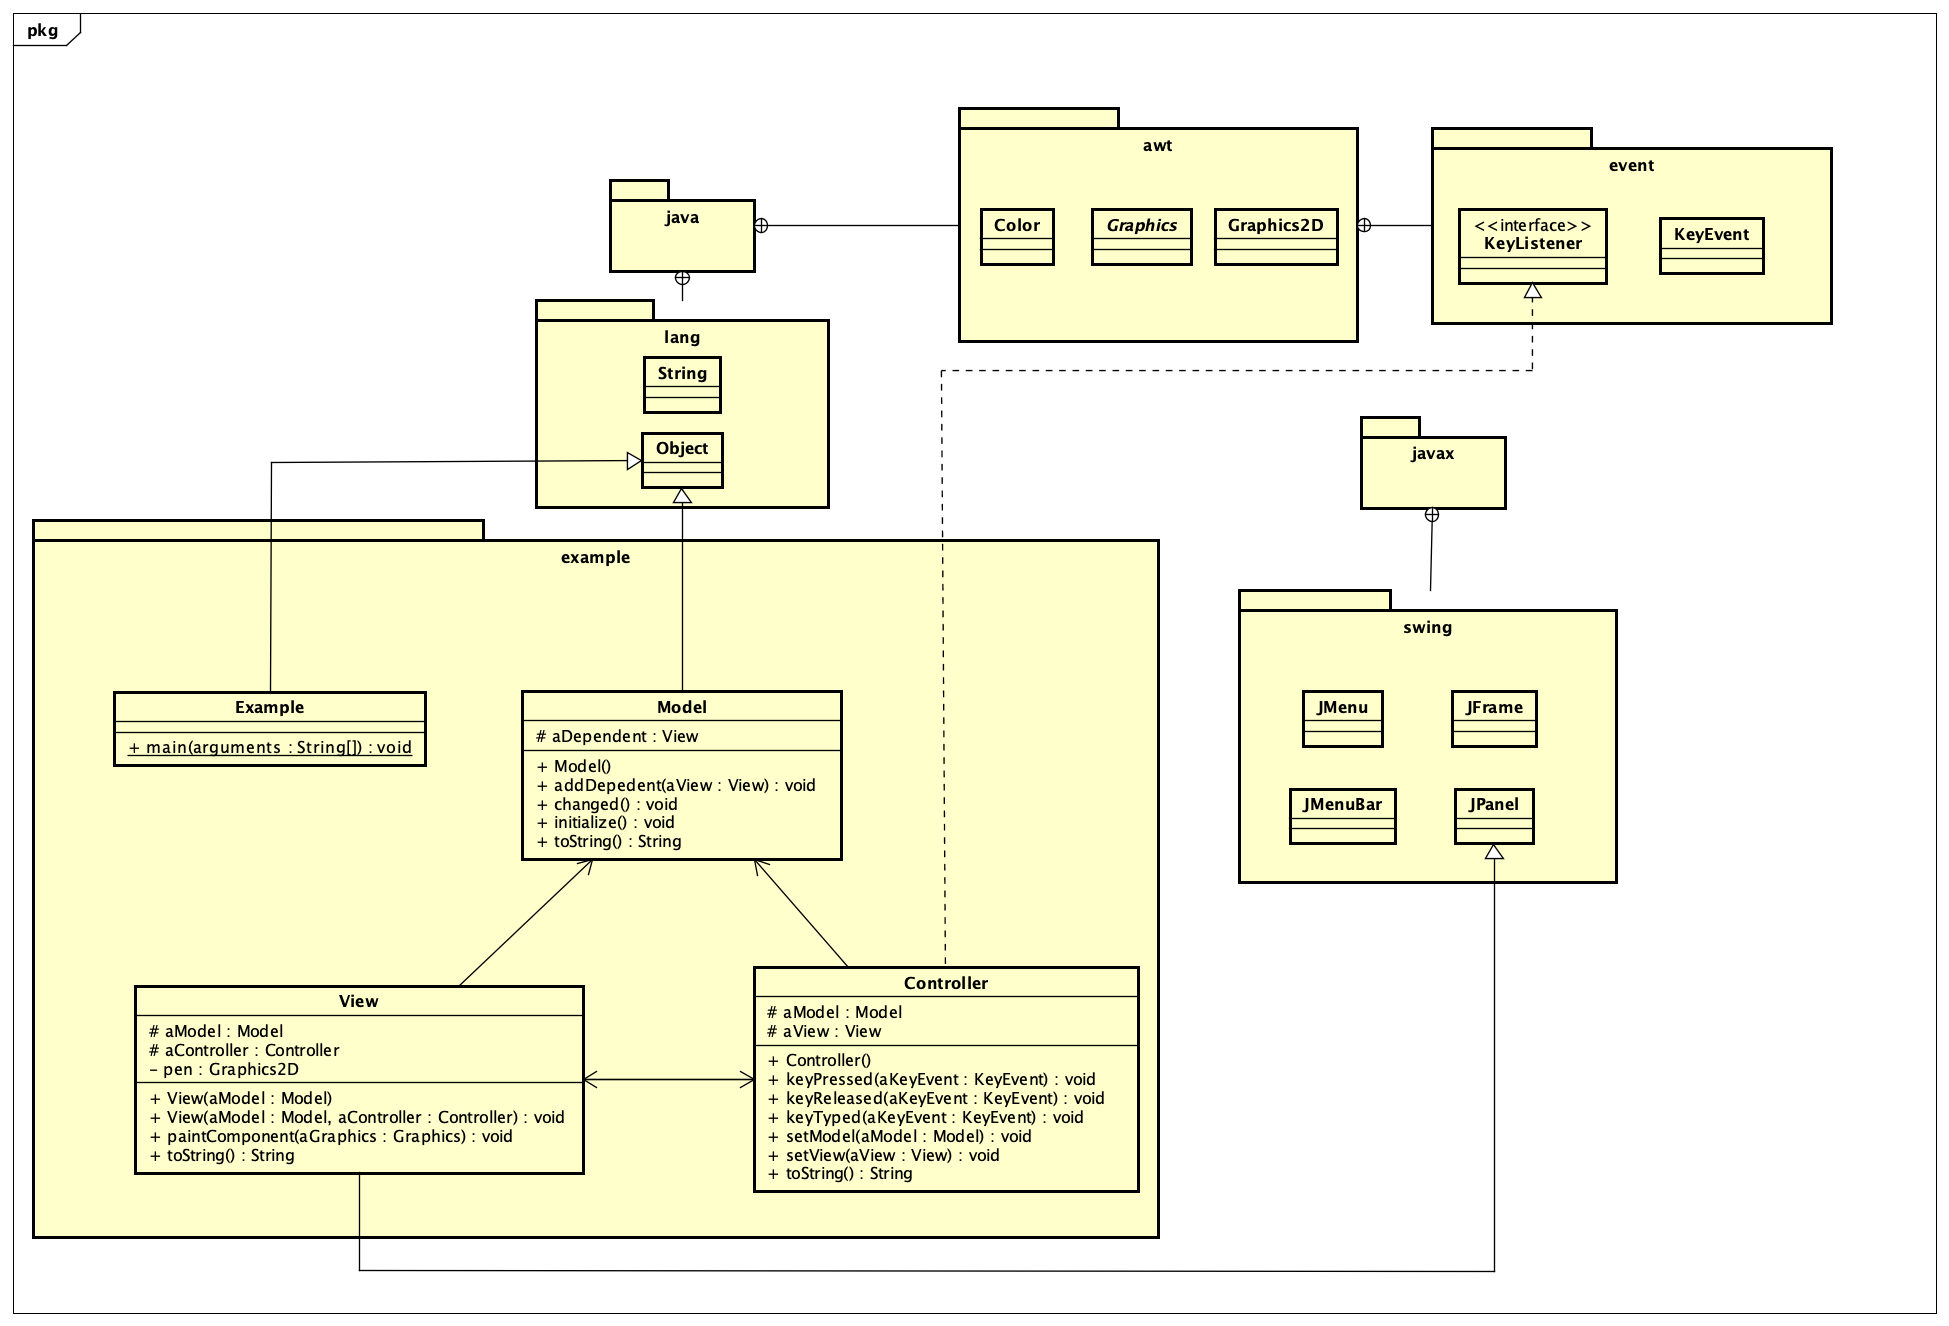 pkg
awt
Color
Graphics
Graphics2D
event
<<interface>>
KeyListener
KeyEvent
java
lang
String
Object
javax
swing
JMenu
JFrame
JMenuBar
JPanel
example
Example
+ main(arguments : String[]) : void
Model
# aDependent : View
+ Model()
+ addDepedent(aView : View) : void
+ changed() : void
+ initialize() : void
+ toString() : String
View
# aModel : Model
# aController : Controller
- pen : Graphics2D
+ View(aModel : Model)
+ View(aModel : Model, aController : Controller) : void
+ paintComponent(aGraphics : Graphics) : void
+ toString() : String
Controller
# aModel : Model
# aView : View
+ Controller()
+ keyPressed(aKeyEvent : KeyEvent) : void
+ keyReleased(aKeyEvent : KeyEvent) : void
+ keyTyped(aKeyEvent : KeyEvent) : void
+ setModel(aModel : Model) : void
+ setView(aView : View) : void
+ toString() : String